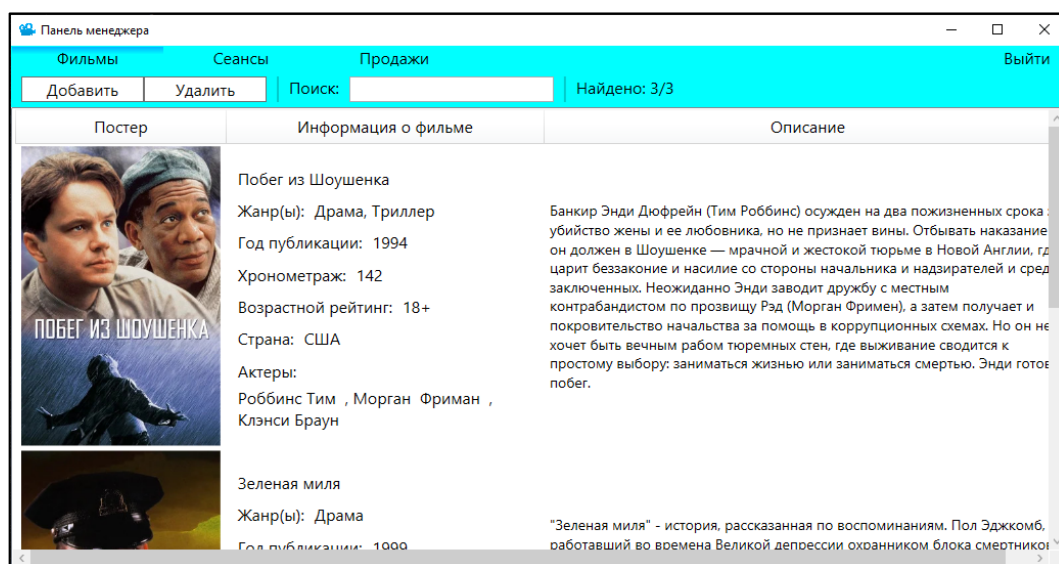 Панель менеджера
Фильмы Сеансы Продажи Выйти
Добавить Удалить Поиск: Найдено: 3/3
Постер Информация о фильме Описание
ПОБЕГ ИЗ ШОУШЕНКА
Побег из Шоушенка
Жанр(ы): Драма, Триллер
Год публикации: 1994
Хронометраж: 142
Возрастной рейтинг: 18+
Страна: США
Актеры:
Роббинс Тим , Морган Фриман ,
Клэнси Браун
Банкир Энди Дюфрейн (Тим Роббинс) осужден на два пожизненных срока
убийство жены и ее любовника, но не признает вины. Отбывать наказание
он должен в Шоушенке — мрачной и жестокой тюрьме в Новой Англии,
царит беззаконие и насилие со стороны начальника и надзирателей и сред
заключенных. Неожиданно Энди заводит дружбу с местным
контрабандистом по прозвищу Рэд (Морган Фримен), а затем получает и
покровительство начальства за помощь в коррупционных схемах. Но он не
хочет быть вечным рабом тюремных стен, где выживание сводится к
простому выбору: заниматься жизнью или заниматься смертью. Энди готов
побег.
Зеленая миля
Жанр(ы): Драма
Год публикации: 1999
"Зеленая миля" - история, рассказанная по воспоминаниям. Пол Эджкомб,
работавший во времена Великой депрессии охранником блока смертников